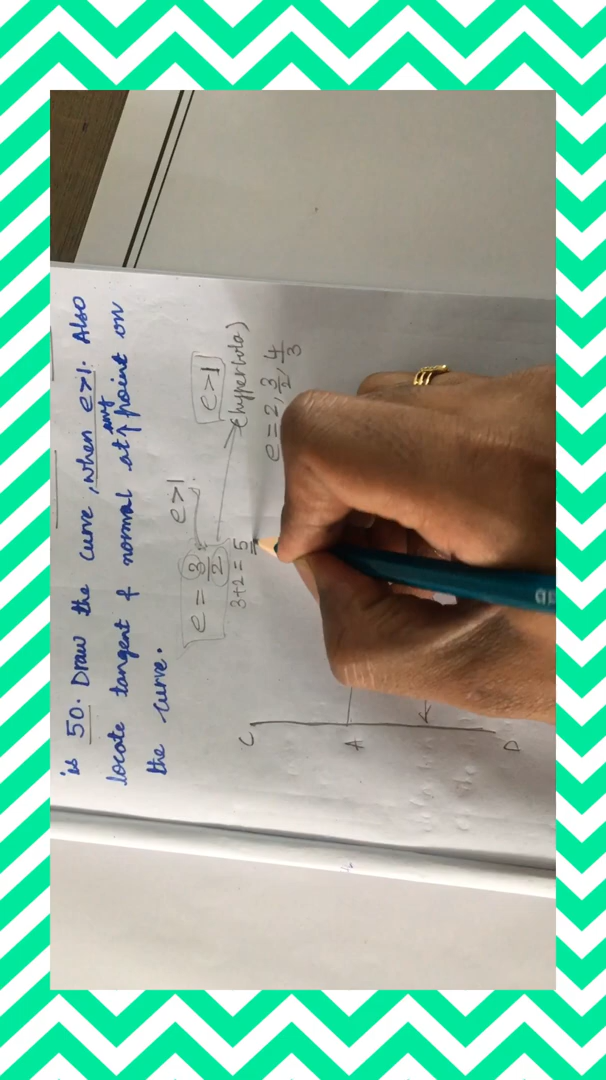 is 50. Draw the curve, when e>1. Also
locate tangent & normal at any point on
the curve.
e = 3/2
e>1
e>1
(hyperbola)
3+2 = 5
e = 2, 3/2, 4/3
C
A
D